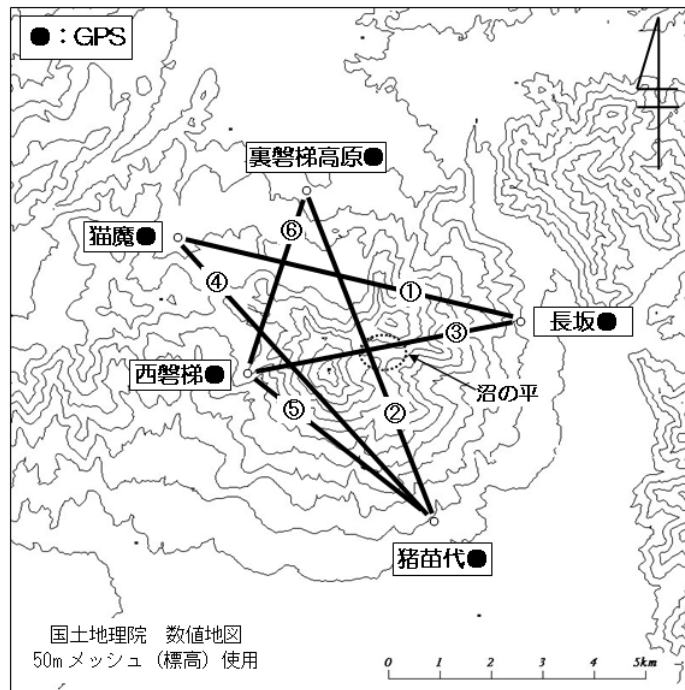 ●：GPS
裏磐梯高原●
⑥
猫魔●
④
①
長坂●
③
西磐梯●
沼の平
⑤
②
猪苗代●
国土地理院 数値地図
50mメッシュ（標高）使用
0 1 2 3 4 5km